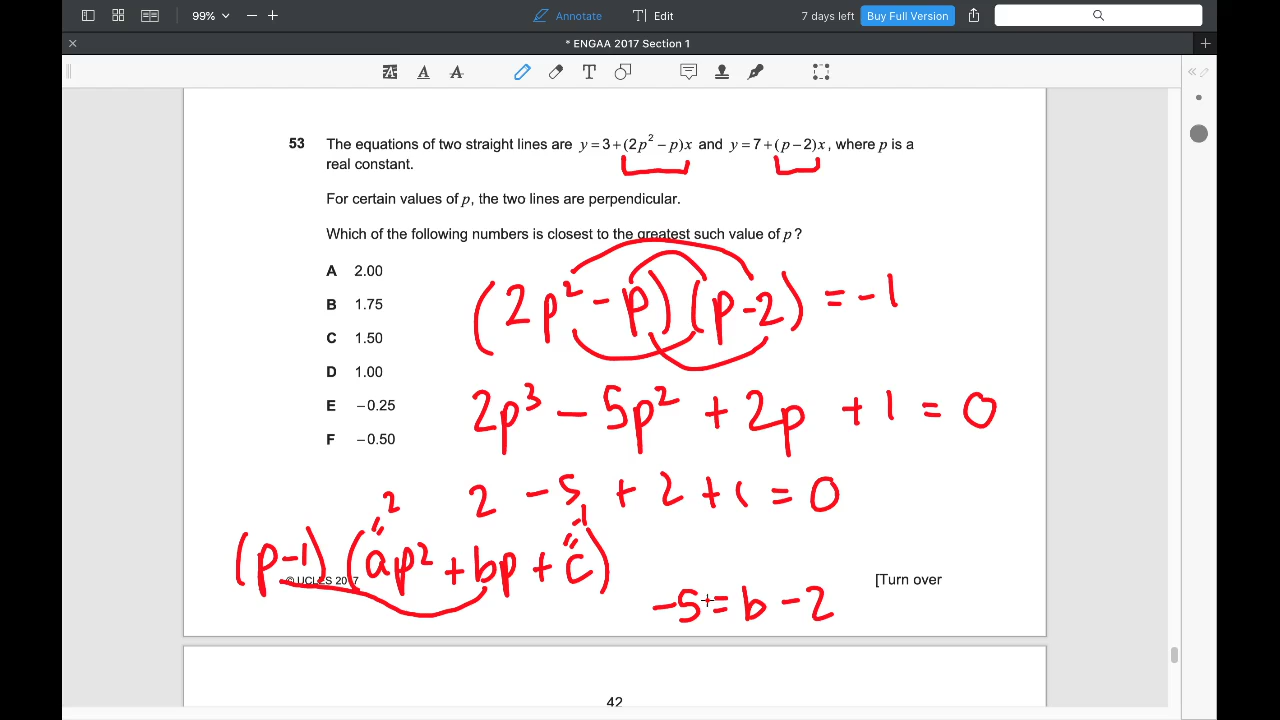 99% Annotate Edit 7 days left Buy Full Version
* ENGAA 2017 Section 1
53 The equations of two straight lines are y = 3 + (2p² − p)x and y = 7 + (p − 2)x, where p is a
real constant.
For certain values of p, the two lines are perpendicular.
Which of the following numbers is closest to the greatest such value of p?
A 2.00
B 1.75
C 1.50
D 1.00
E −0.25
F −0.50
(2p² − p)(p − 2) = −1
2p³ − 5p² + 2p + 1 = 0
2 − 5 + 2 + 1 = 0
2 −1
(p−1)(ap² + bp + c)
© UCLES 2017 [Turn over
−5 = b − 2
42